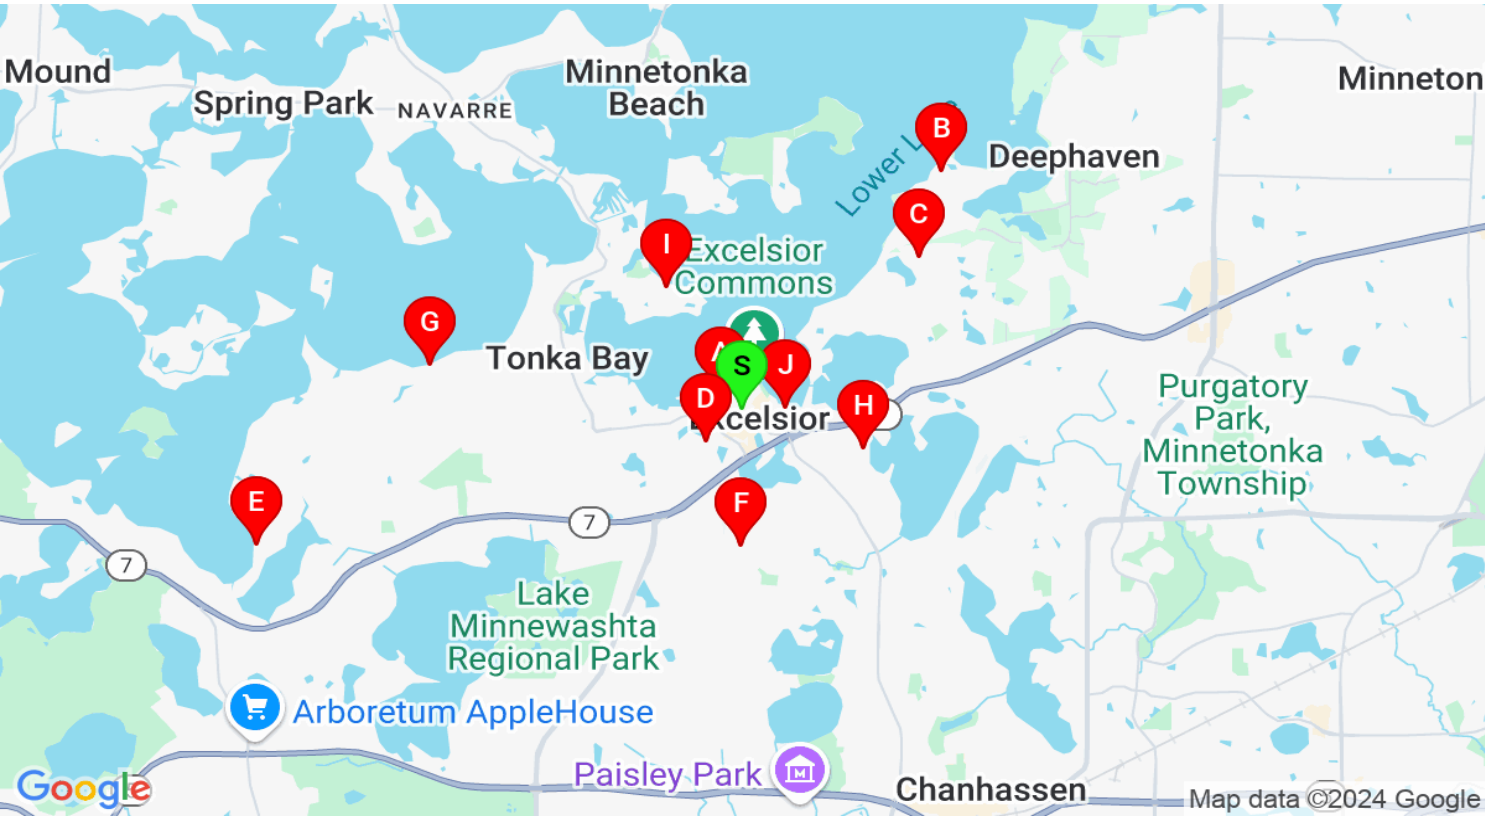 Mound
Spring Park
NAVARRE
Minnetonka
Beach
Minneton
B
Deephaven
Lower L
C
I
Excelsior
Commons
G
Tonka Bay
A
S
J
D
Excelsior
H
Purgatory
Park,
Minnetonka
Township
E
F
7
7
Lake
Minnewashta
Regional Park
Arboretum AppleHouse
Paisley Park
Chanhassen
Google
Map data ©2024 Google